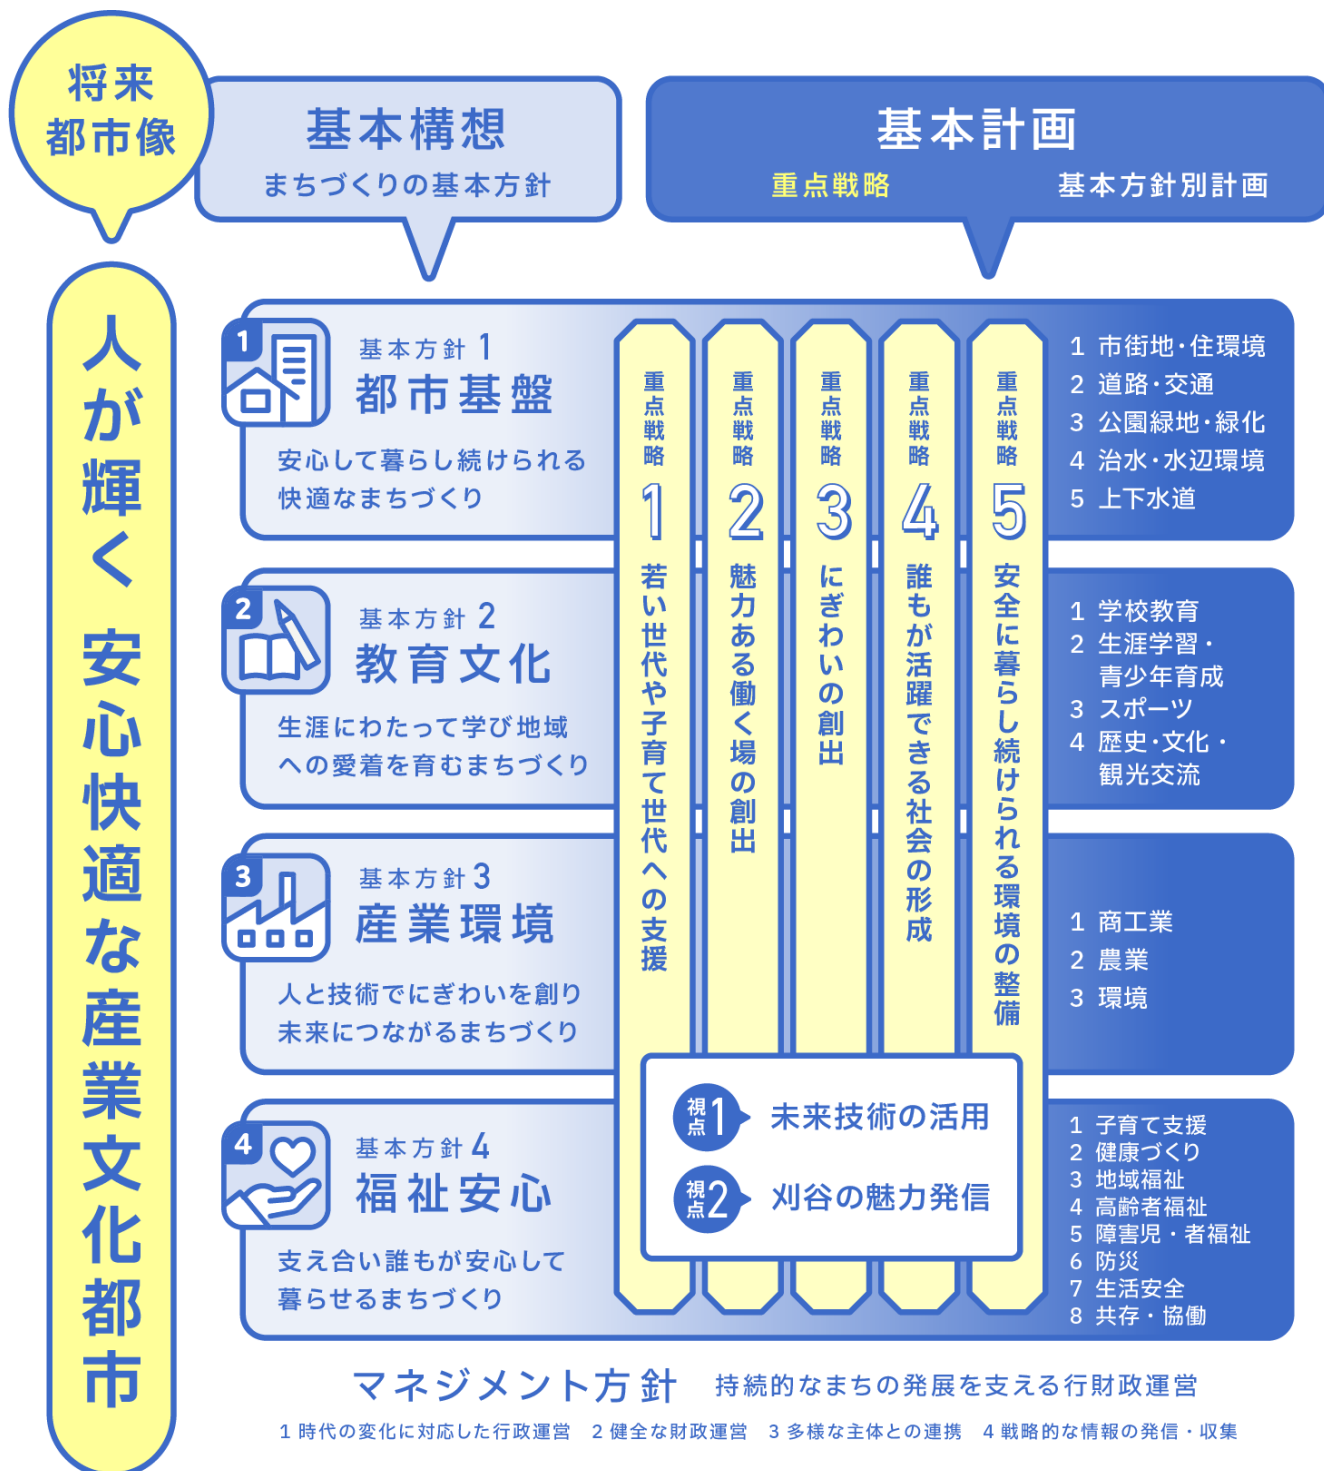 将来
都市像
人が輝く 安心快適な産業文化都市
基本構想
まちづくりの基本方針
基本計画
重点戦略 基本方針別計画
1
基本方針 1
都市基盤
安心して暮らし続けられる
快適なまちづくり
2
基本方針 2
教育文化
生涯にわたって学び地域
への愛着を育むまちづくり
3
基本方針 3
産業環境
人と技術でにぎわいを創り
未来につながるまちづくり
4
基本方針 4
福祉安心
支え合い誰もが安心して
暮らせるまちづくり
重点戦略 1 若い世代や子育て世代への支援
重点戦略 2 魅力ある働く場の創出
重点戦略 3 にぎわいの創出
重点戦略 4 誰もが活躍できる社会の形成
重点戦略 5 安全に暮らし続けられる環境の整備
視点1 未来技術の活用
視点2 刈谷の魅力発信
1 市街地・住環境
2 道路・交通
3 公園緑地・緑化
4 治水・水辺環境
5 上下水道
1 学校教育
2 生涯学習・
青少年育成
3 スポーツ
4 歴史・文化・
観光交流
1 商工業
2 農業
3 環境
1 子育て支援
2 健康づくり
3 地域福祉
4 高齢者福祉
5 障害児・者福祉
6 防災
7 生活安全
8 共存・協働
マネジメント方針 持続的なまちの発展を支える行財政運営
1 時代の変化に対応した行政運営 2 健全な財政運営 3 多様な主体との連携 4 戦略的な情報の発信・収集